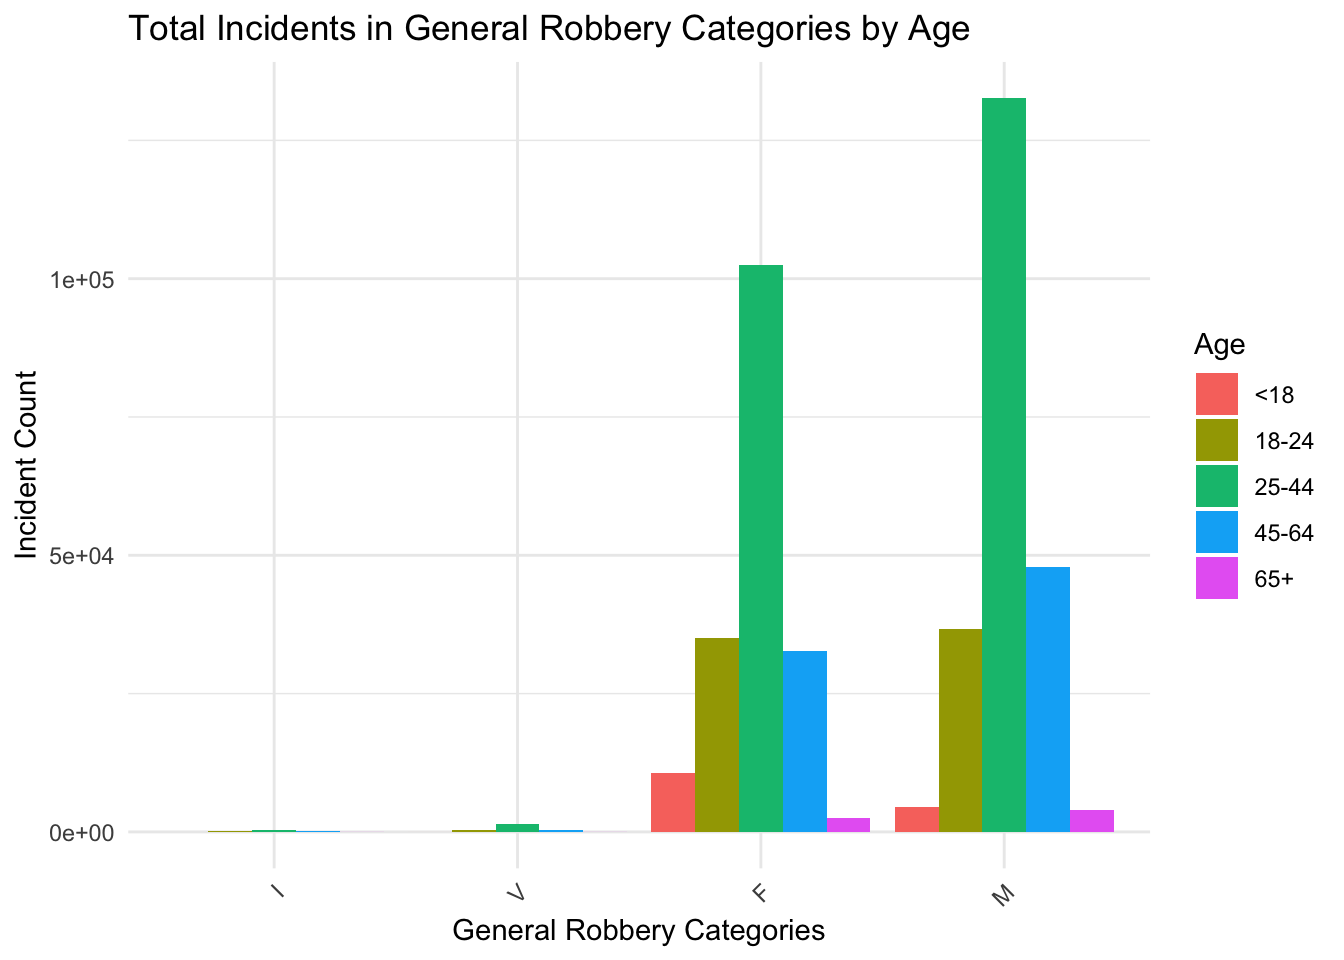 Total Incidents in General Robbery Categories by Age
Incident Count
1e+05
5e+04
0e+00
I
V
F
M
General Robbery Categories
Age
<18
18-24
25-44
45-64
65+